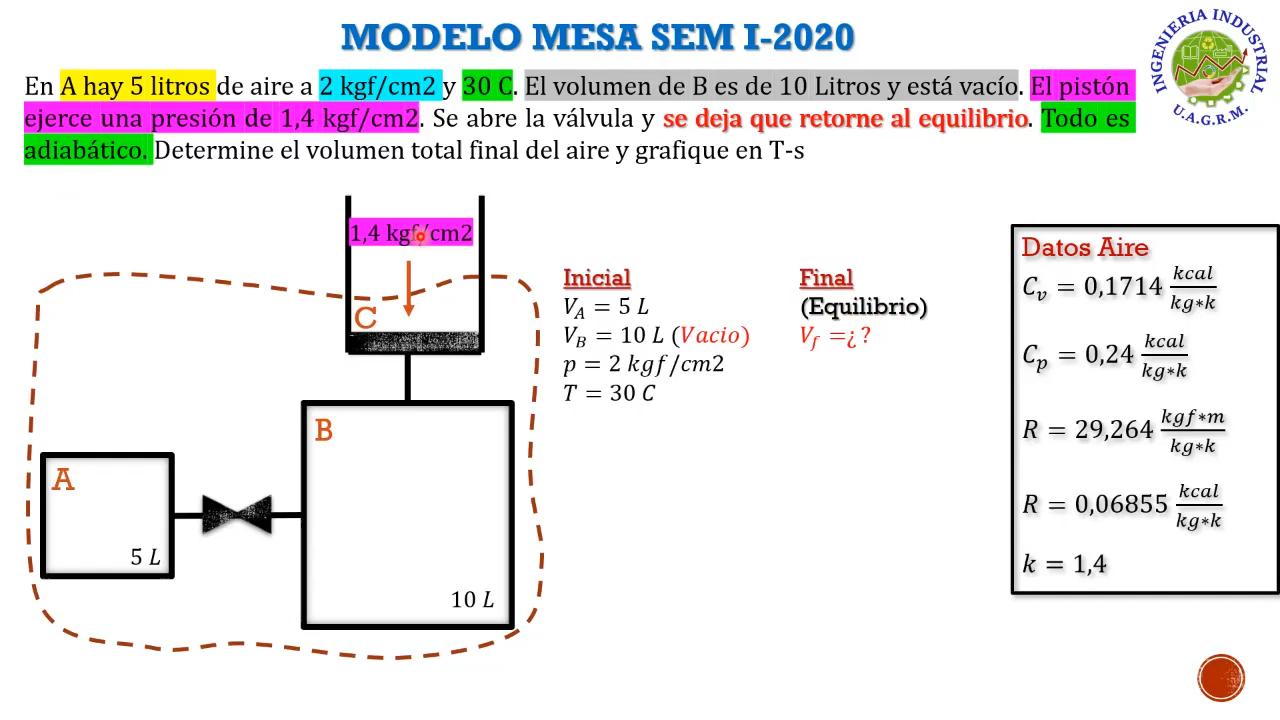 MODELO MESA SEM I-2020
INGENIERIA INDUSTRIAL
U.A.G.R.M.
En A hay 5 litros de aire a 2 kgf/cm2 y 30 C. El volumen de B es de 10 Litros y está vacío. El pistón
ejerce una presión de 1,4 kgf/cm2. Se abre la válvula y se deja que retorne al equilibrio. Todo es
adiabático. Determine el volumen total final del aire y grafique en T-s
1,4 kgf/cm2
C
B
A
5 L
10 L
Inicial
V_A = 5 L
V_B = 10 L (Vacio)
p = 2 kgf/cm2
T = 30 C
Final
(Equilibrio)
V_f =¿ ?
Datos Aire
C_v = 0,1714 kcal/kg∗k
C_p = 0,24 kcal/kg∗k
R = 29,264 kgf∗m/kg∗k
R = 0,06855 kcal/kg∗k
k = 1,4